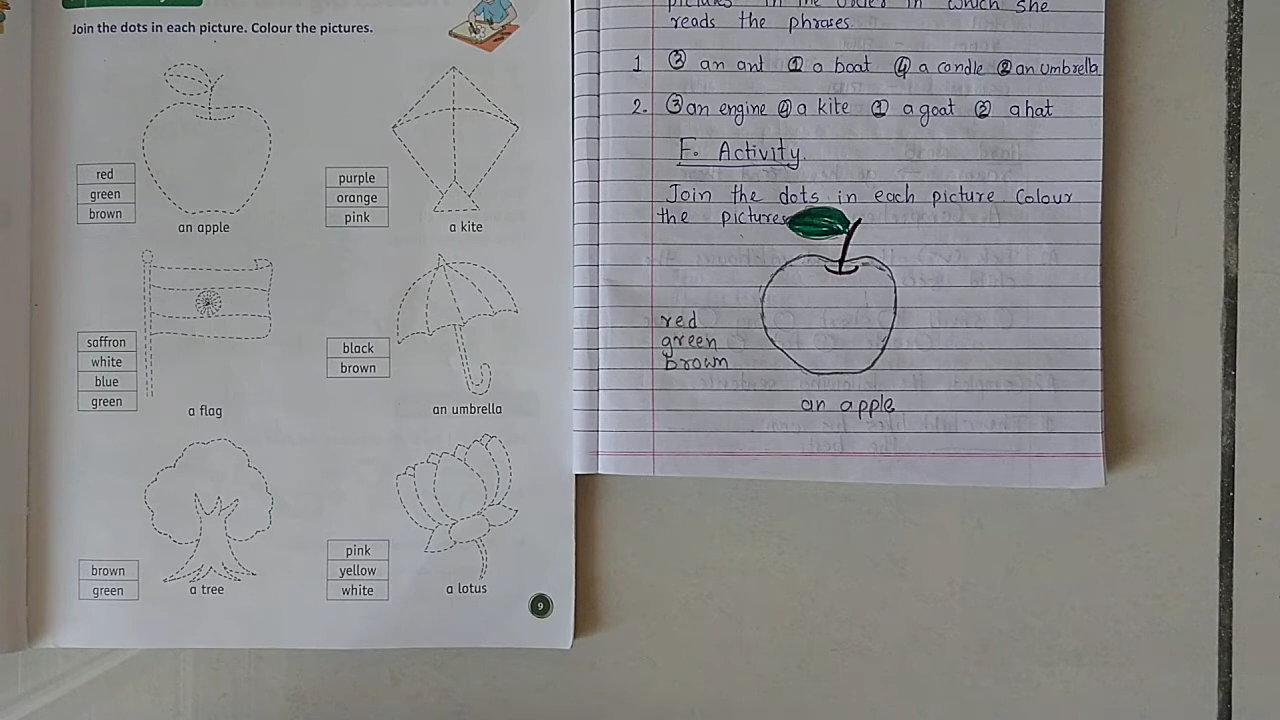 Join the dots in each picture. Colour the pictures.
red
green
brown
an apple
purple
orange
pink
a kite
saffron
white
blue
green
a flag
black
brown
an umbrella
brown
green
a tree
pink
yellow
white
a lotus
9
in which she
reads the phrases.
1 ③ an ant ① a boat ④ a candle ② an umbrella
2. ③ an engine ④ a kite ① a goat ② a hat
F. Activity.
Join the dots in each picture. Colour
the pictures
red
green
brown
an apple